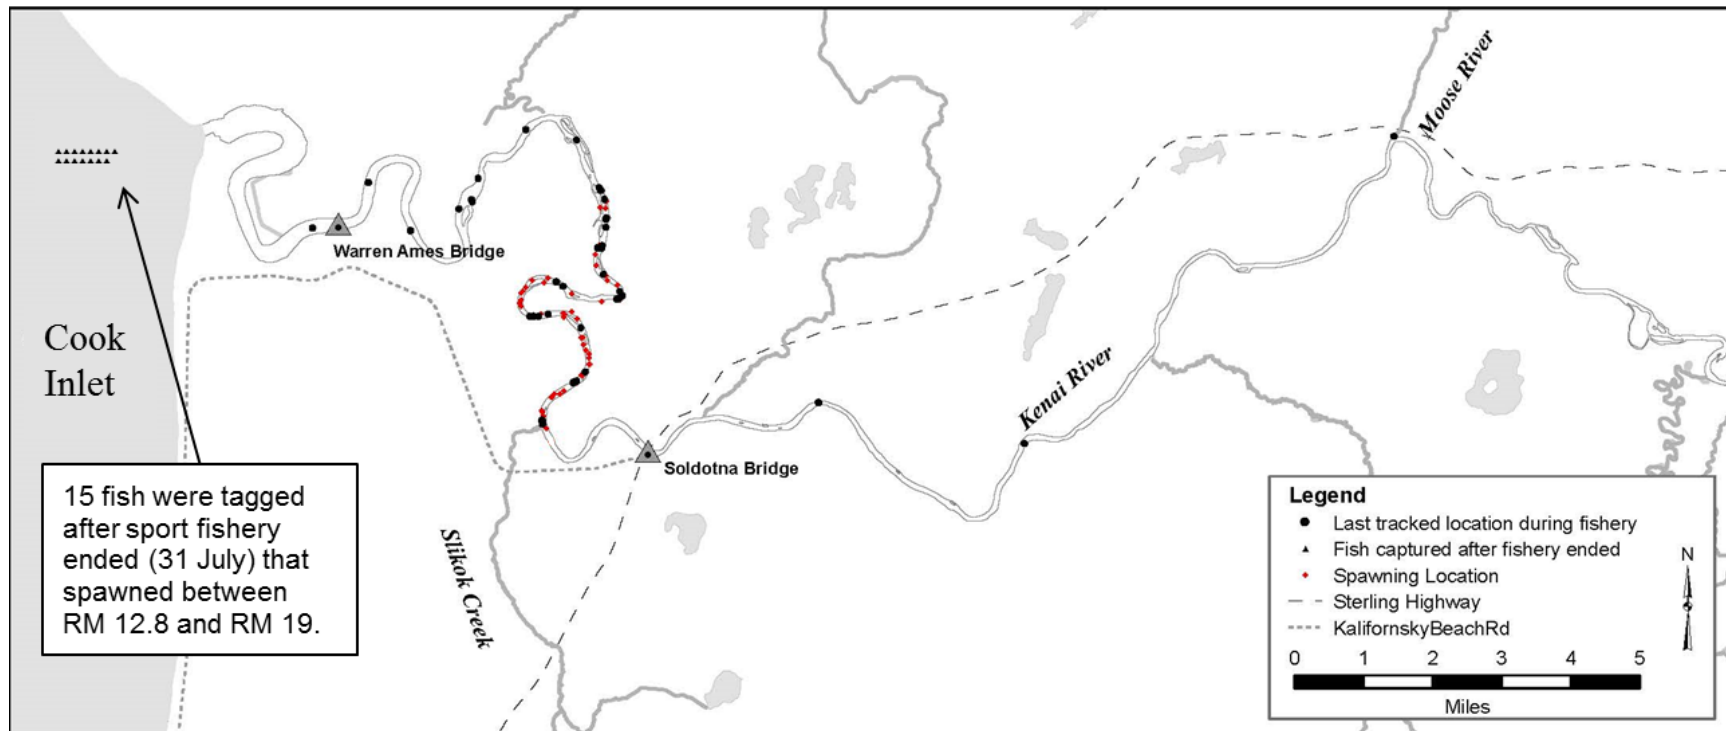 Moose River
Warren Ames Bridge
Cook
Inlet
Kenai River
Soldotna Bridge
Slikok Creek
15 fish were tagged
after sport fishery
ended (31 July) that
spawned between
RM 12.8 and RM 19.
Legend
Last tracked location during fishery
Fish captured after fishery ended
Spawning Location
Sterling Highway
KalifornskyBeachRd
N
0 1 2 3 4 5
Miles